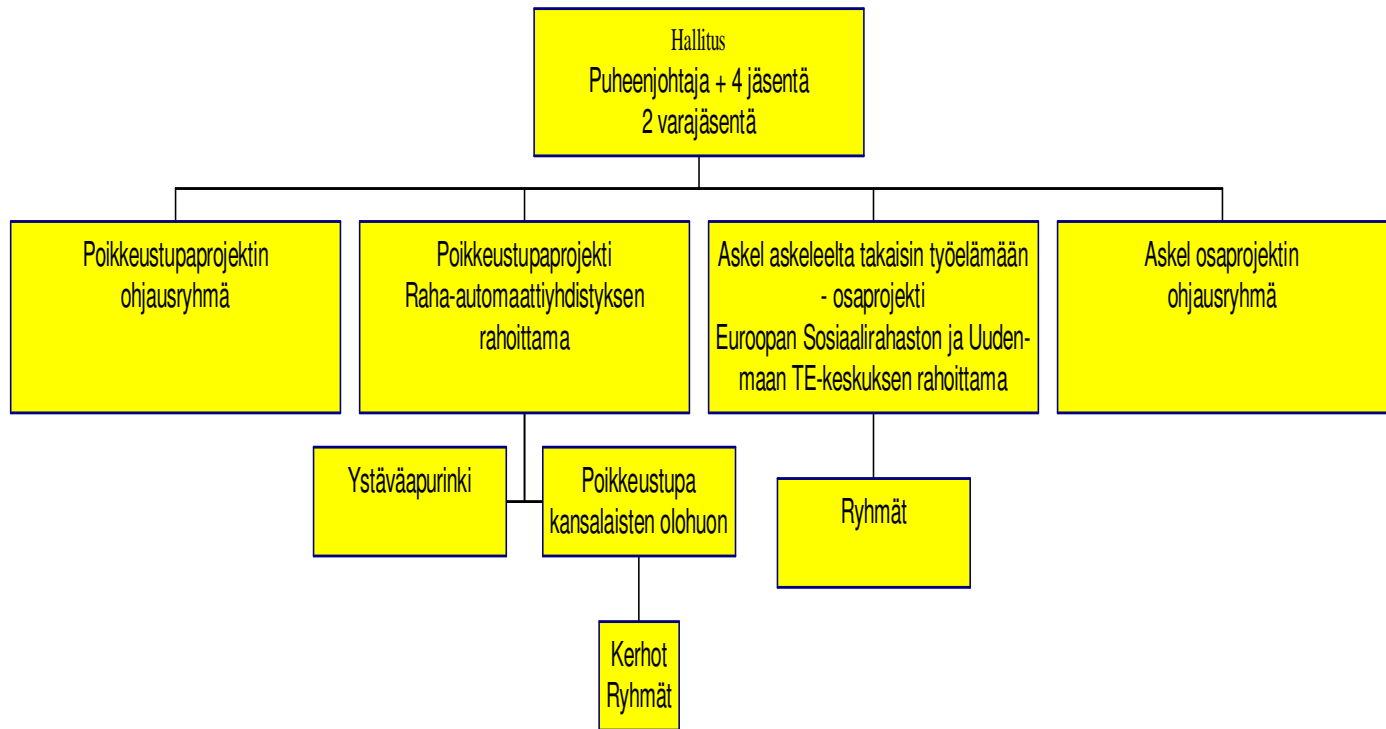 Hallitus
Puheenjohtaja + 4 jäsentä
2 varajäsentä
Poikkeustupaprojektin
ohjausryhmä
Poikkeustupaprojekti
Raha-automaattiyhdistyksen
rahoittama
Askel askeleelta takaisin työelämään
- osaprojekti
Euroopan Sosiaalirahaston ja Uuden-
maan TE-keskuksen rahoittama
Askel osaprojektin
ohjausryhmä
Ystäväapurinki
Poikkeustupa
kansalaisten olohuon
Ryhmät
Kerhot
Ryhmät